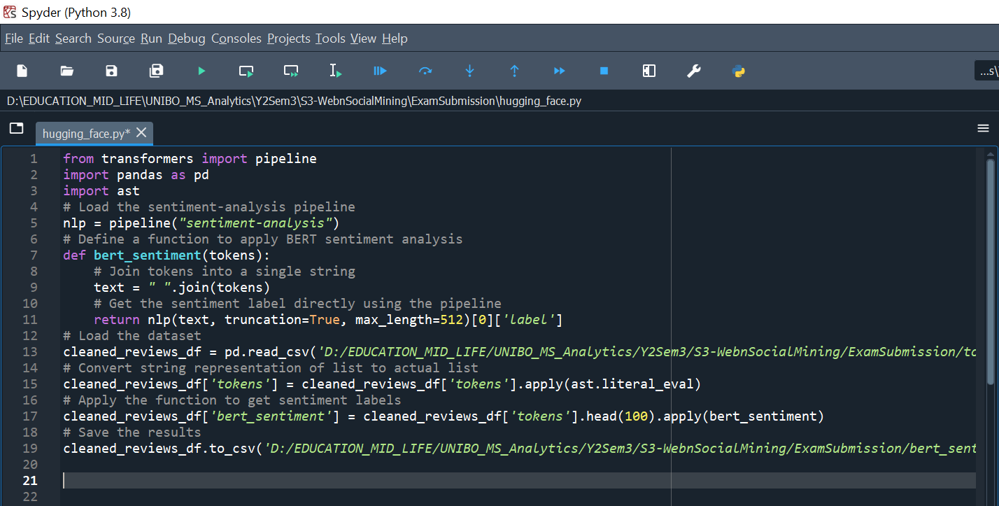 Spyder (Python 3.8)
File Edit Search Source Run Debug Consoles Projects Tools View Help
...s\
D:\EDUCATION_MID_LIFE\UNIBO_MS_Analytics\Y2Sem3\S3-WebnSocialMining\ExamSubmission\hugging_face.py
hugging_face.py*
1 from transformers import pipeline
2 import pandas as pd
3 import ast
4 # Load the sentiment-analysis pipeline
5 nlp = pipeline("sentiment-analysis")
6 # Define a function to apply BERT sentiment analysis
7 def bert_sentiment(tokens):
8     # Join tokens into a single string
9     text = " ".join(tokens)
10     # Get the sentiment label directly using the pipeline
11     return nlp(text, truncation=True, max_length=512)[0]['label']
12 # Load the dataset
13 cleaned_reviews_df = pd.read_csv('D:/EDUCATION_MID_LIFE/UNIBO_MS_Analytics/Y2Sem3/S3-WebnSocialMining/ExamSubmission/to
14 # Convert string representation of list to actual list
15 cleaned_reviews_df['tokens'] = cleaned_reviews_df['tokens'].apply(ast.literal_eval)
16 # Apply the function to get sentiment labels
17 cleaned_reviews_df['bert_sentiment'] = cleaned_reviews_df['tokens'].head(100).apply(bert_sentiment)
18 # Save the results
19 cleaned_reviews_df.to_csv('D:/EDUCATION_MID_LIFE/UNIBO_MS_Analytics/Y2Sem3/S3-WebnSocialMining/ExamSubmission/bert_sent
20
21
22